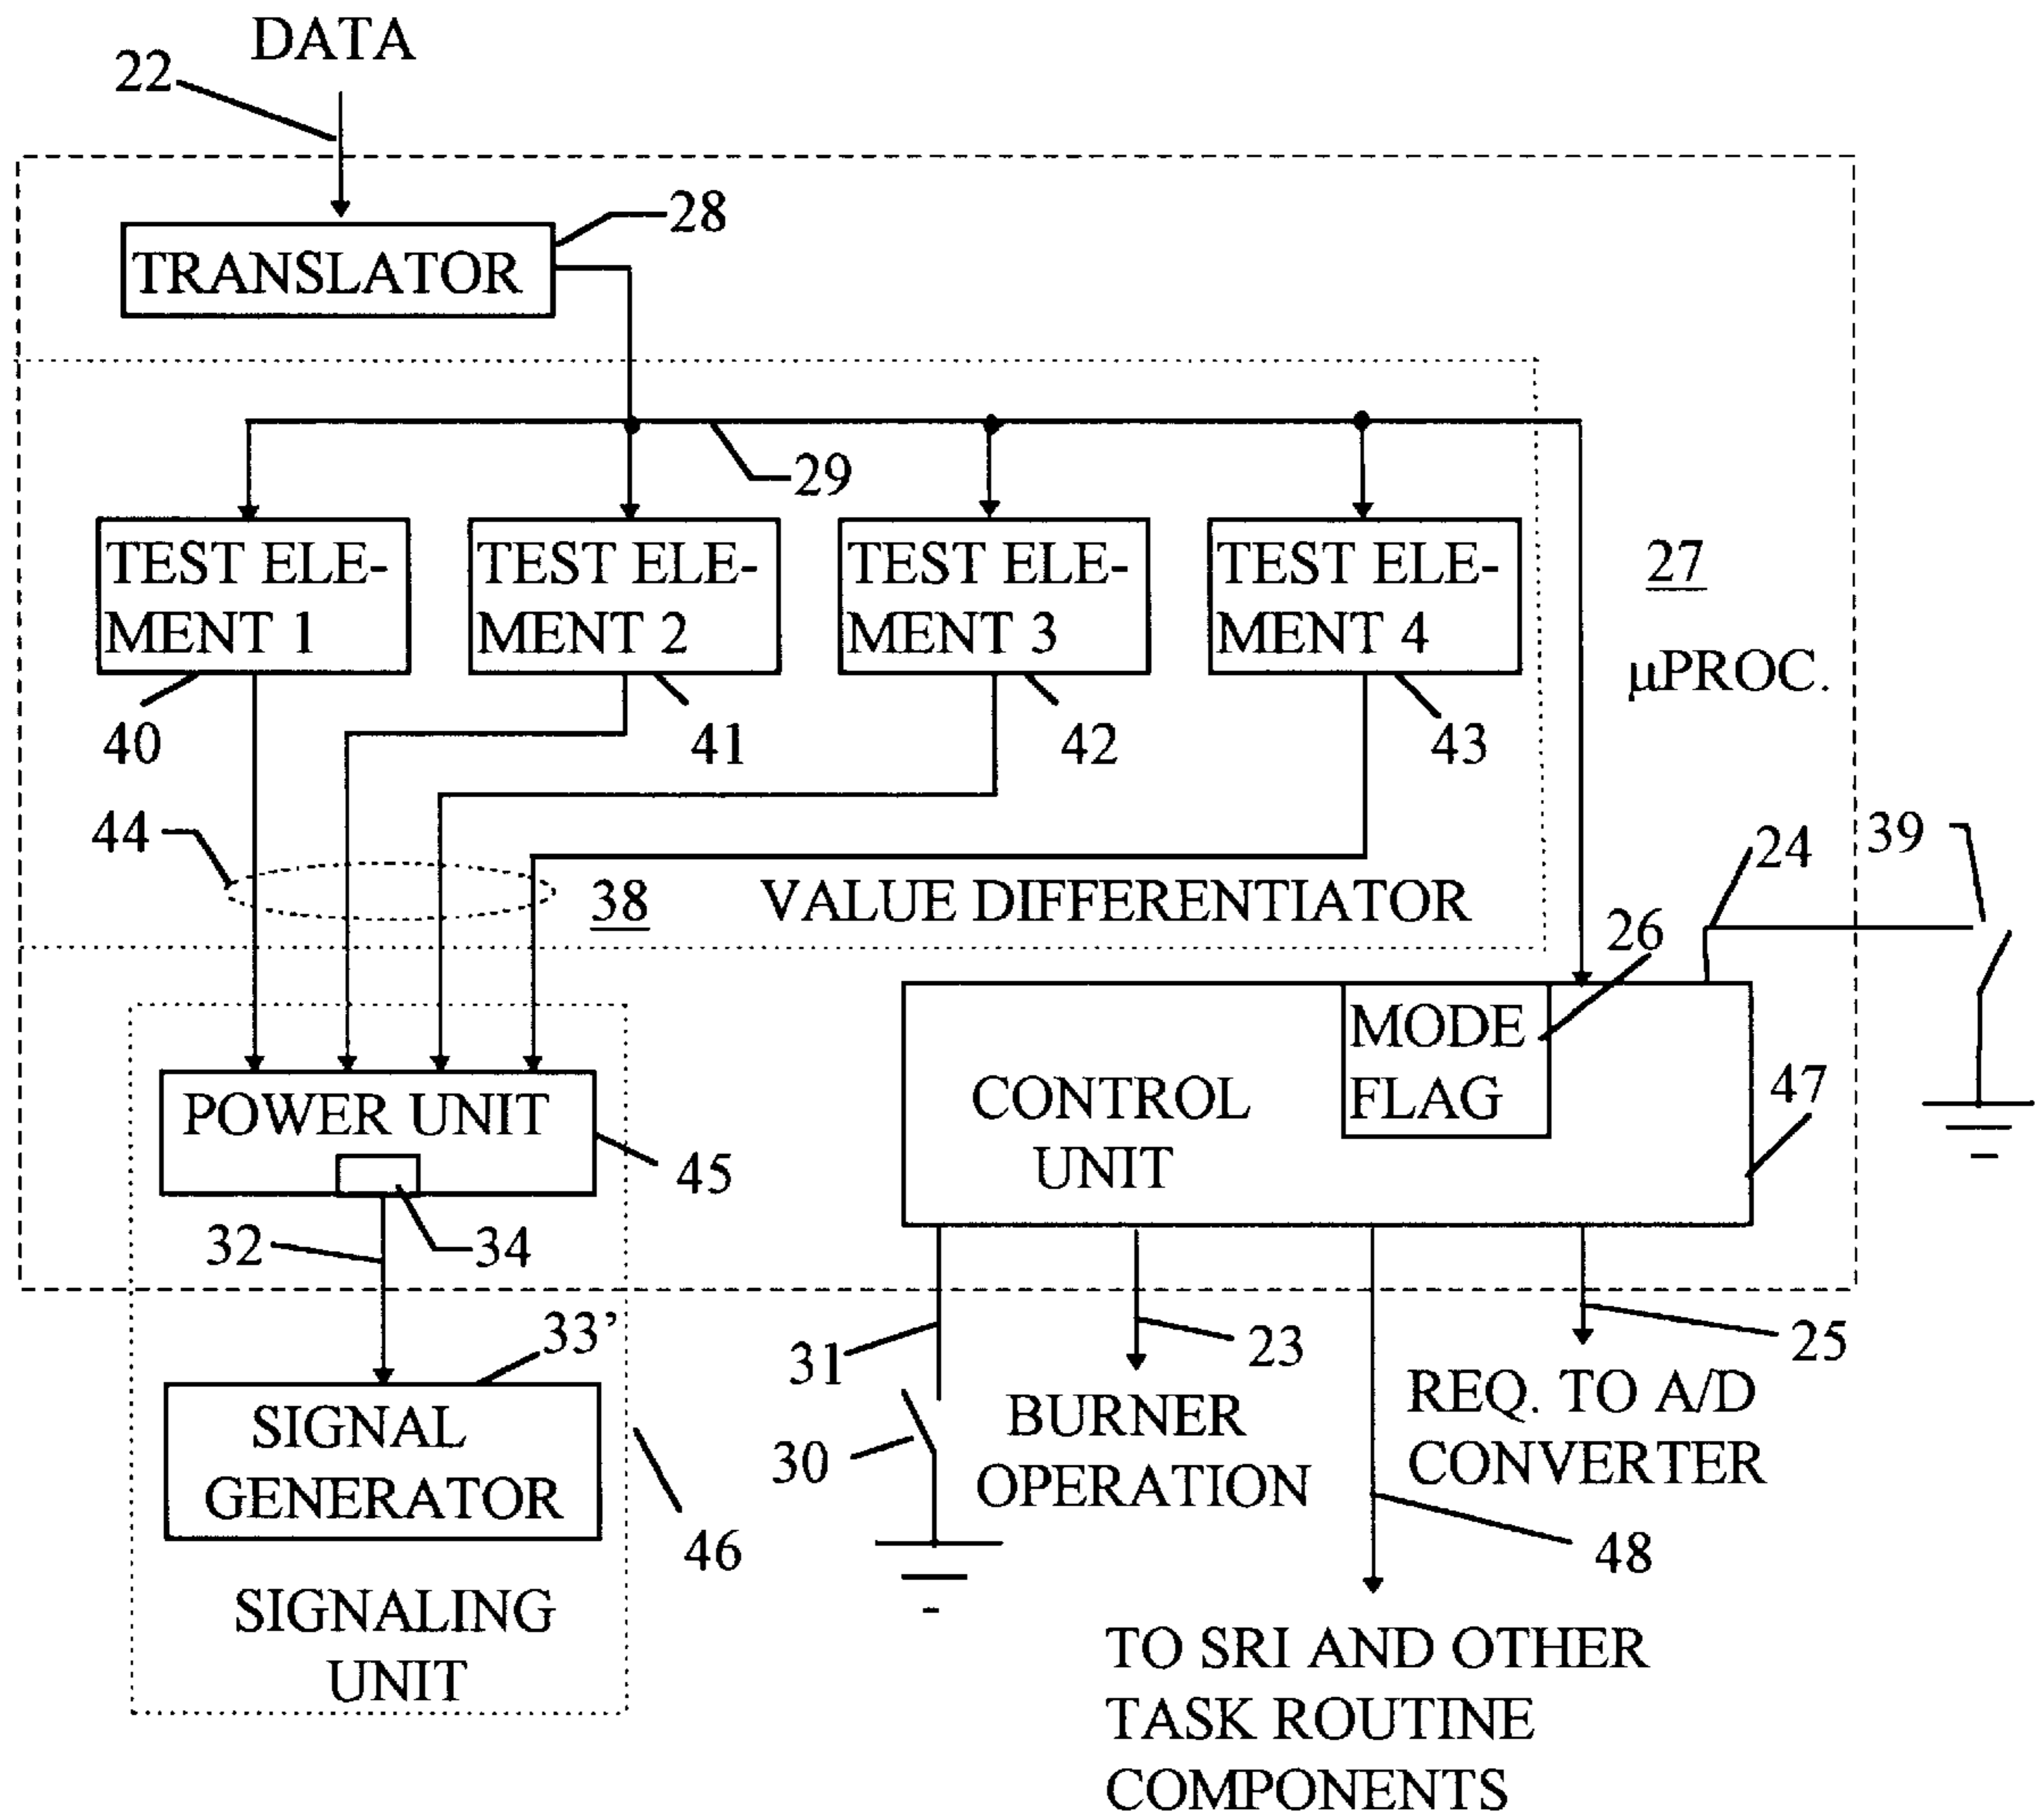 DATA
22
28
TRANSLATOR
29
TEST ELE-
MENT 1
TEST ELE-
MENT 2
TEST ELE-
MENT 3
TEST ELE-
MENT 4
27
μPROC.
40
41
42
43
44
38
VALUE DIFFERENTIATOR
24
39
26
MODE
FLAG
CONTROL
UNIT
47
POWER UNIT
45
32
34
33’
31
23
25
SIGNAL
GENERATOR
30
BURNER
OPERATION
REQ. TO A/D
CONVERTER
46
48
SIGNALING
UNIT
TO SRI AND OTHER
TASK ROUTINE
COMPONENTS